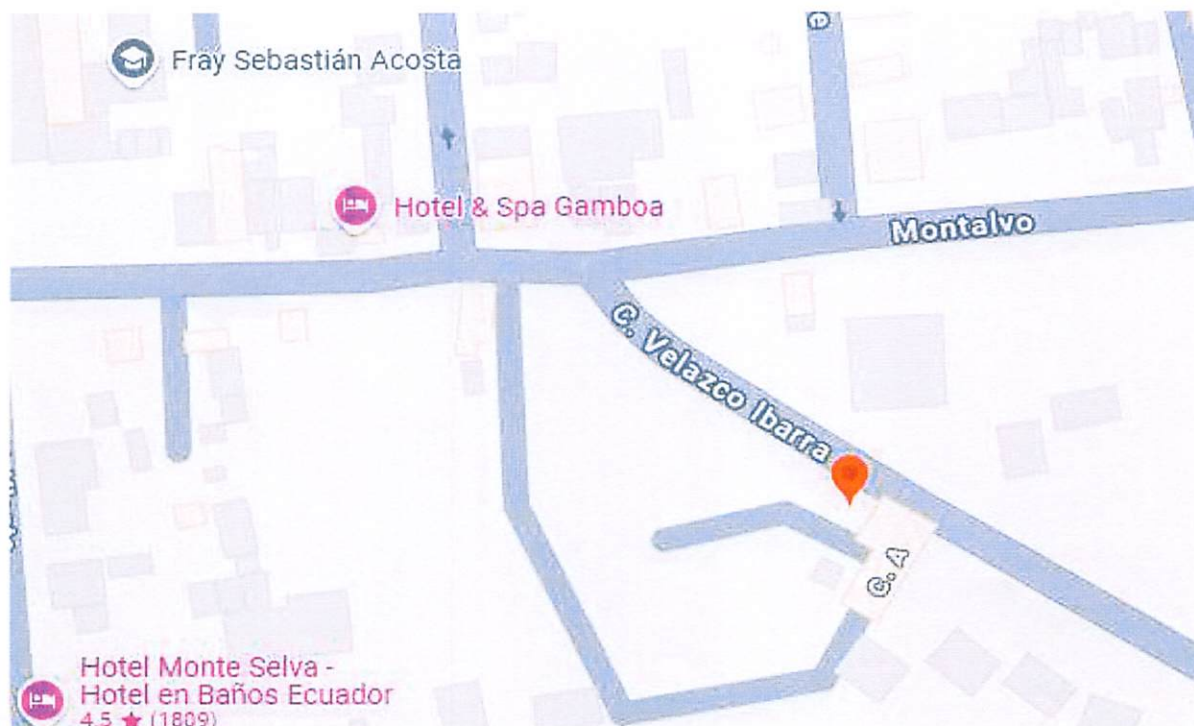 Fray Sebastián Acosta
Hotel & Spa Gamboa
Montalvo
C. Velazco Ibarra
C. A
Hotel Monte Selva -
Hotel en Baños Ecuador
4.5 ★ (1809)